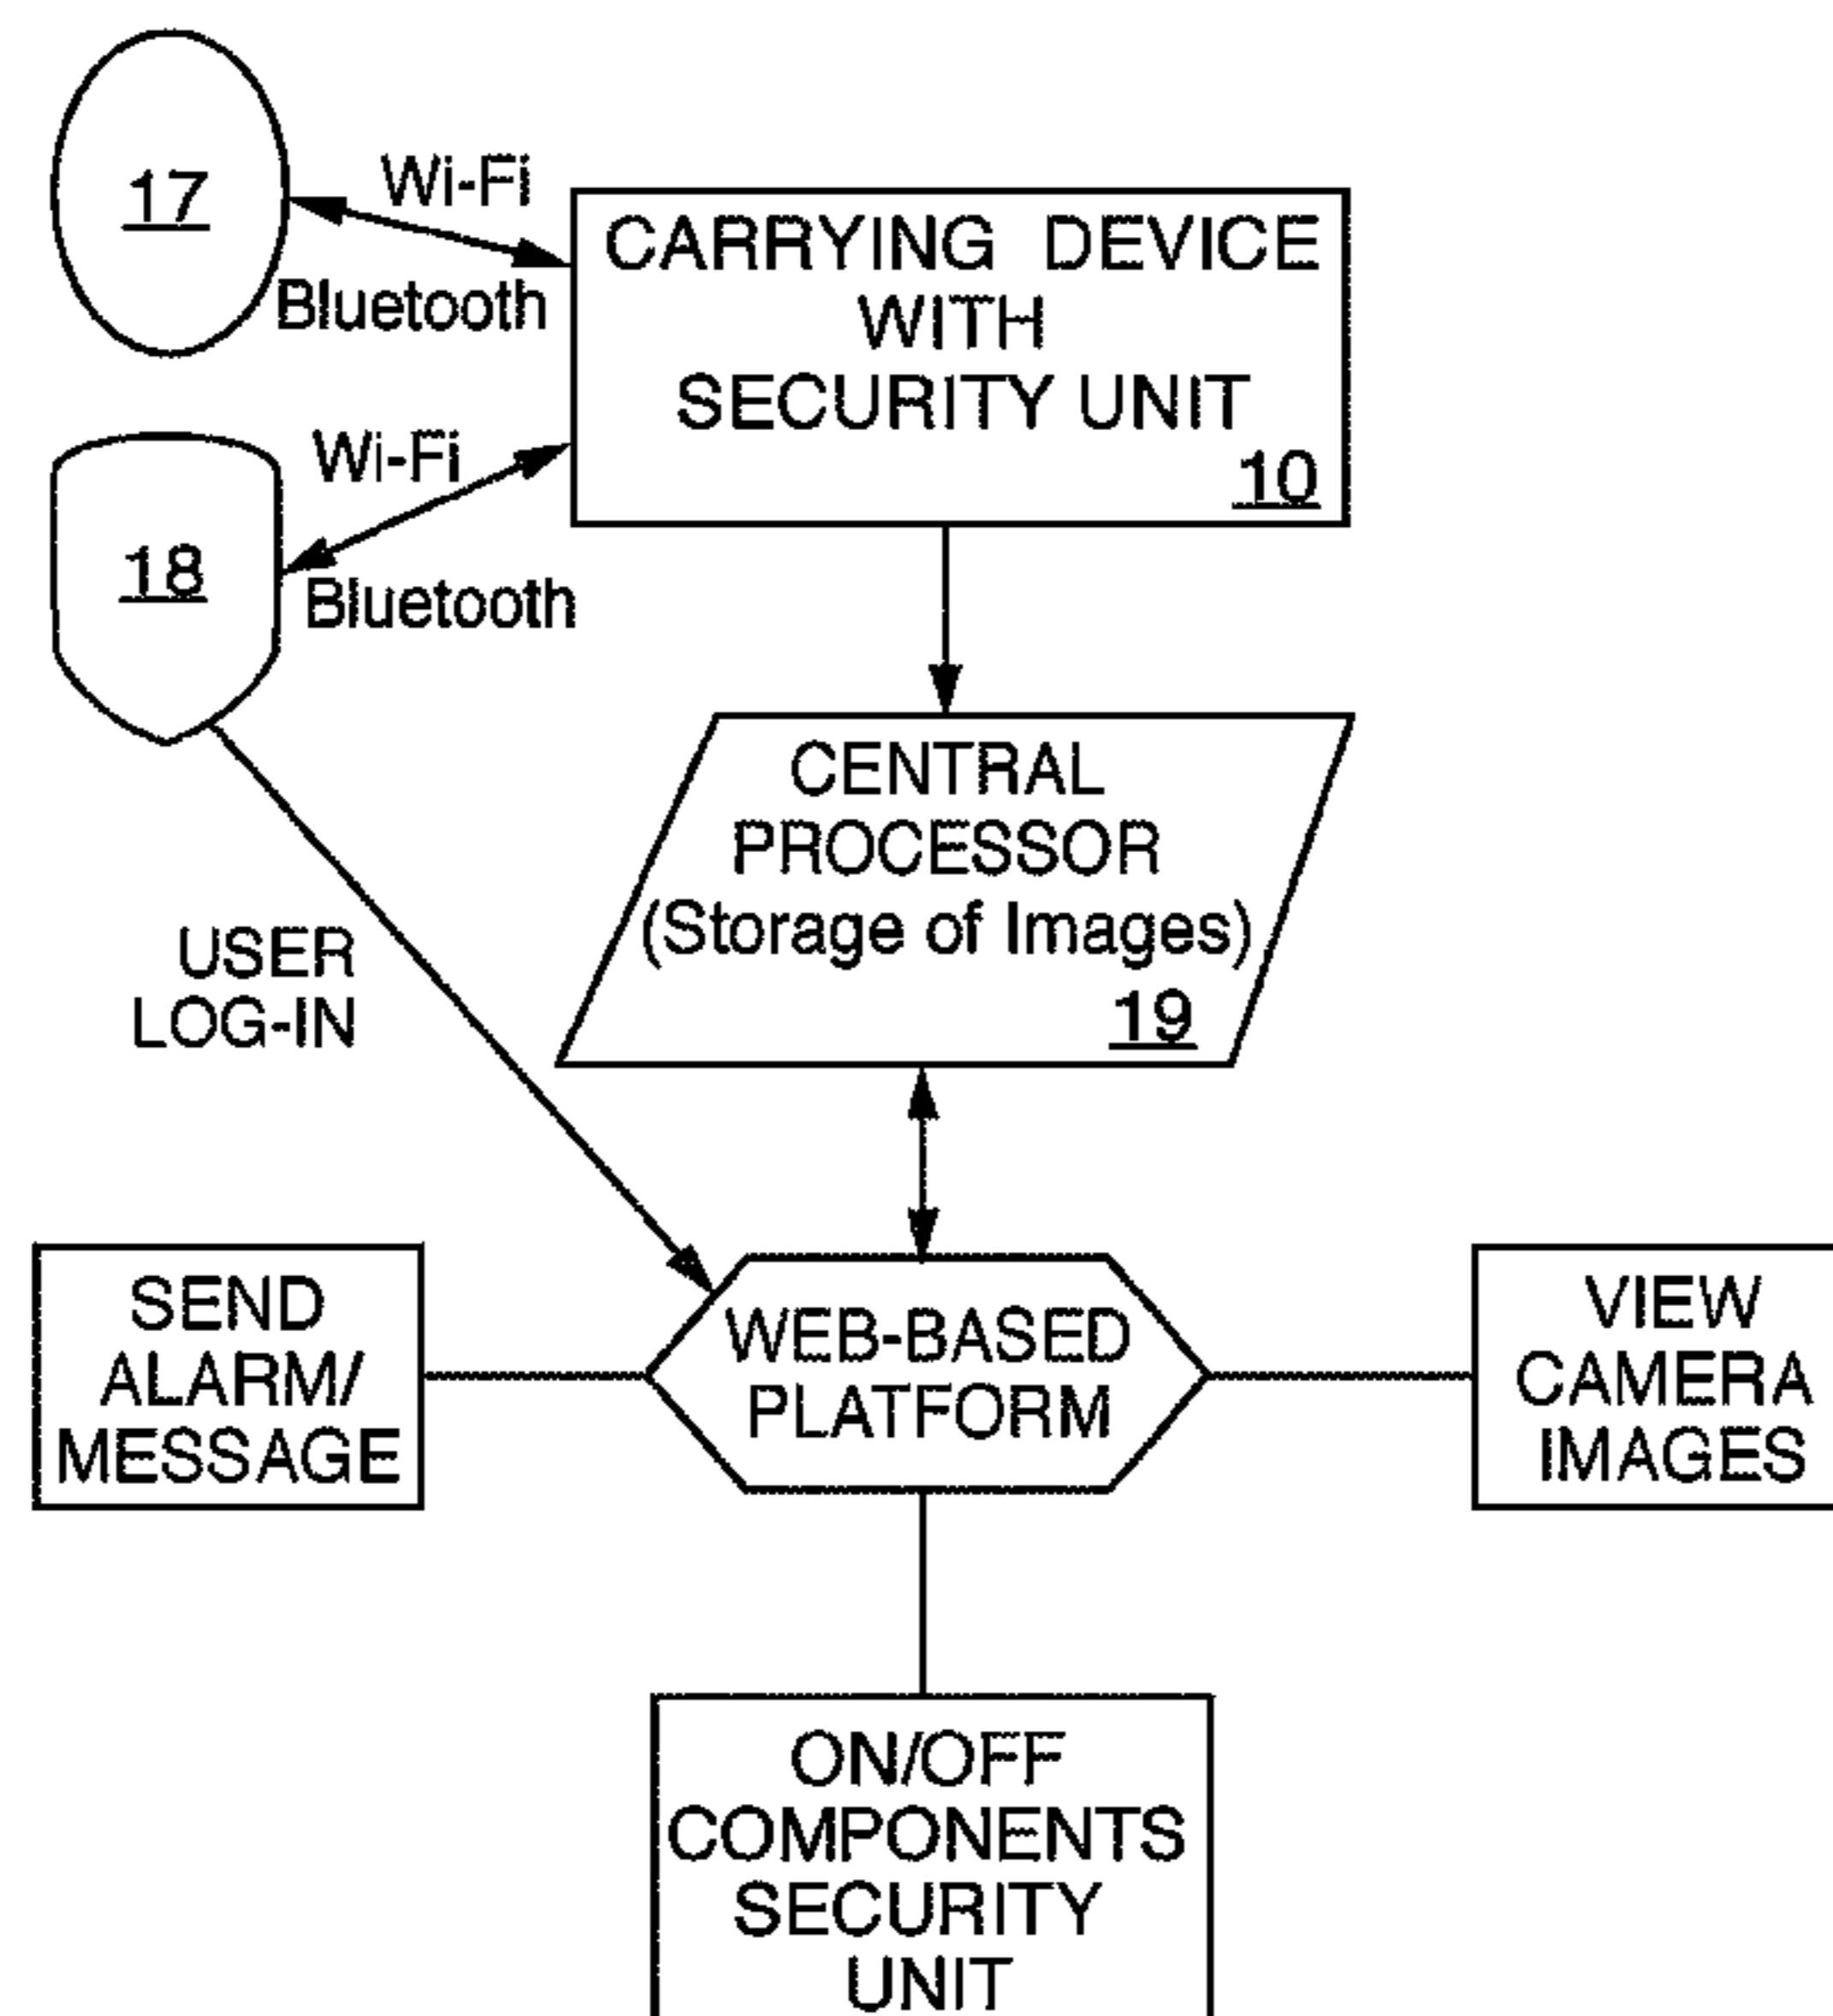 17
Wi-Fi
Bluetooth
CARRYING DEVICE
WITH
SECURITY UNIT
10
18
Wi-Fi
Bluetooth
CENTRAL
PROCESSOR
(Storage of Images)
19
USER
LOG-IN
SEND
ALARM/
MESSAGE
WEB-BASED
PLATFORM
VIEW
CAMERA
IMAGES
ON/OFF
COMPONENTS
SECURITY
UNIT